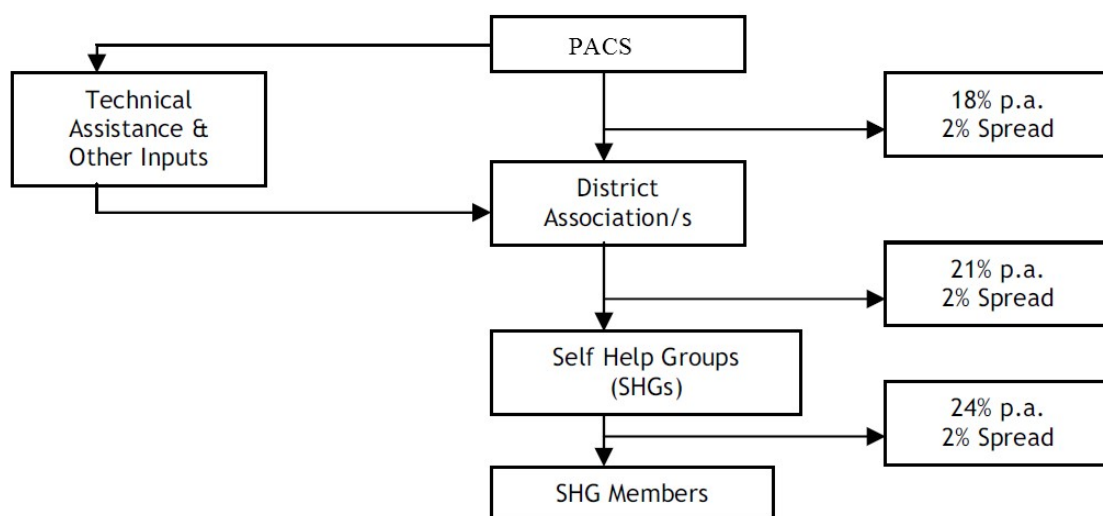 PACS
Technical
Assistance &
Other Inputs
18% p.a.
2% Spread
District
Association/s
21% p.a.
2% Spread
Self Help Groups
(SHGs)
24% p.a.
2% Spread
SHG Members